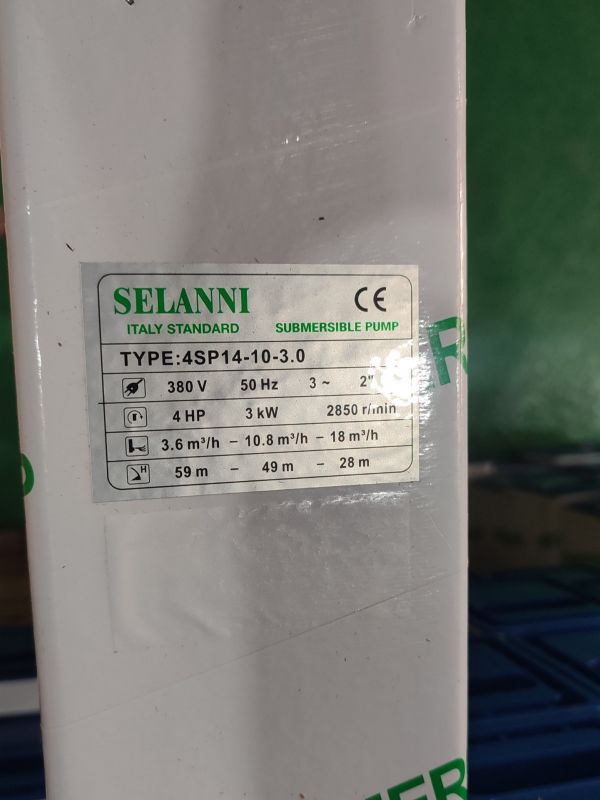 SELANNI CE
ITALY STANDARD SUBMERSIBLE PUMP
TYPE:4SP14-10-3.0
380 V 50 Hz 3 ~ 2"
4 HP 3 kW 2850 r/min
3.6 m³/h – 10.8 m³/h – 18 m³/h
H 59 m – 49 m – 28 m